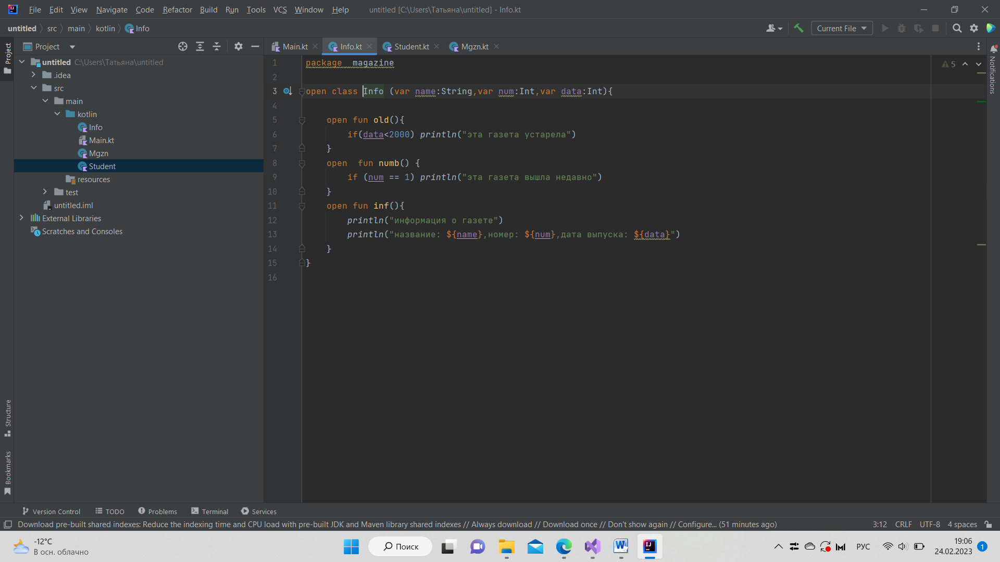 File Edit View Navigate Code Refactor Build Run Tools VCS Window Help untitled [C:\Users\Татьяна\untitled] - Info.kt
untitled src main kotlin Info Current File
Project Main.kt Info.kt Student.kt Mgzn.kt
Project
Notifications
untitled C:\Users\Татьяна\untitled
.idea
src
main
kotlin
Info
Main.kt
Mgzn
Student
resources
test
untitled.iml
External Libraries
Scratches and Consoles
5
1 package  magazine
2
3 open class Info (var name:String,var num:Int,var data:Int){
4
5     open fun old(){
6         if(data<2000) println("эта газета устарела")
7     }
8     open  fun numb() {
9         if (num == 1) println("эта газета вышла недавно")
10     }
11     open fun inf(){
12         println("информация о газете")
13         println("название: ${name},номер: ${num},дата выпуска: ${data}")
14     }
15 }
16
Structure
Bookmarks
Version Control TODO Problems Terminal Services
Download pre-built shared indexes: Reduce the indexing time and CPU load with pre-built JDK and Maven library shared indexes // Always download // Download once // Don't show again // Configure... (51 minutes ago) 3:12 CRLF UTF-8 4 spaces
-12°C
В осн. облачно
Поиск
РУС
19:06
24.02.2023
1